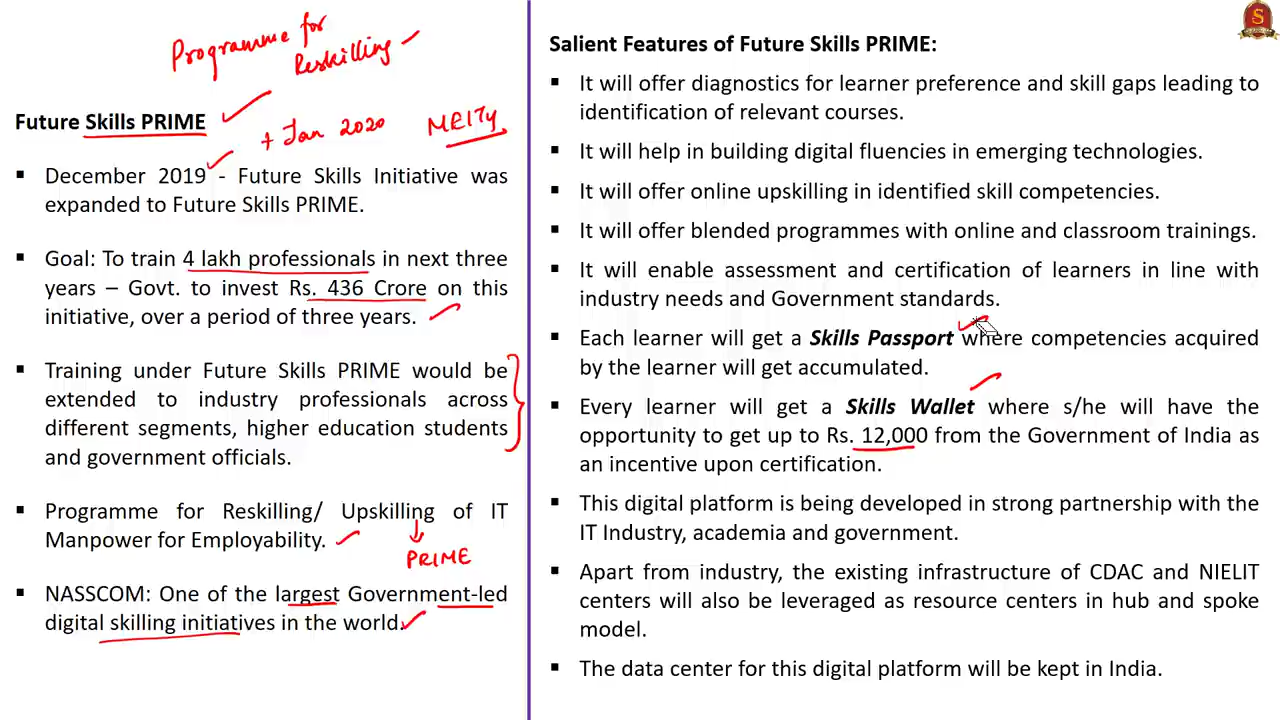 Programme for
Reskilling
Future Skills PRIME
+ Jan 2020 MEITy
▪ December 2019 - Future Skills Initiative was
expanded to Future Skills PRIME.
▪ Goal: To train 4 lakh professionals in next three
years – Govt. to invest Rs. 436 Crore on this
initiative, over a period of three years.
▪ Training under Future Skills PRIME would be
extended to industry professionals across
different segments, higher education students
and government officials.
▪ Programme for Reskilling/ Upskilling of IT
Manpower for Employability.
PRIME
▪ NASSCOM: One of the largest Government-led
digital skilling initiatives in the world.
S
Salient Features of Future Skills PRIME:
▪ It will offer diagnostics for learner preference and skill gaps leading to
identification of relevant courses.
▪ It will help in building digital fluencies in emerging technologies.
▪ It will offer online upskilling in identified skill competencies.
▪ It will offer blended programmes with online and classroom trainings.
▪ It will enable assessment and certification of learners in line with
industry needs and Government standards.
▪ Each learner will get a Skills Passport where competencies acquired
by the learner will get accumulated.
▪ Every learner will get a Skills Wallet where s/he will have the
opportunity to get up to Rs. 12,000 from the Government of India as
an incentive upon certification.
▪ This digital platform is being developed in strong partnership with the
IT Industry, academia and government.
▪ Apart from industry, the existing infrastructure of CDAC and NIELIT
centers will also be leveraged as resource centers in hub and spoke
model.
▪ The data center for this digital platform will be kept in India.